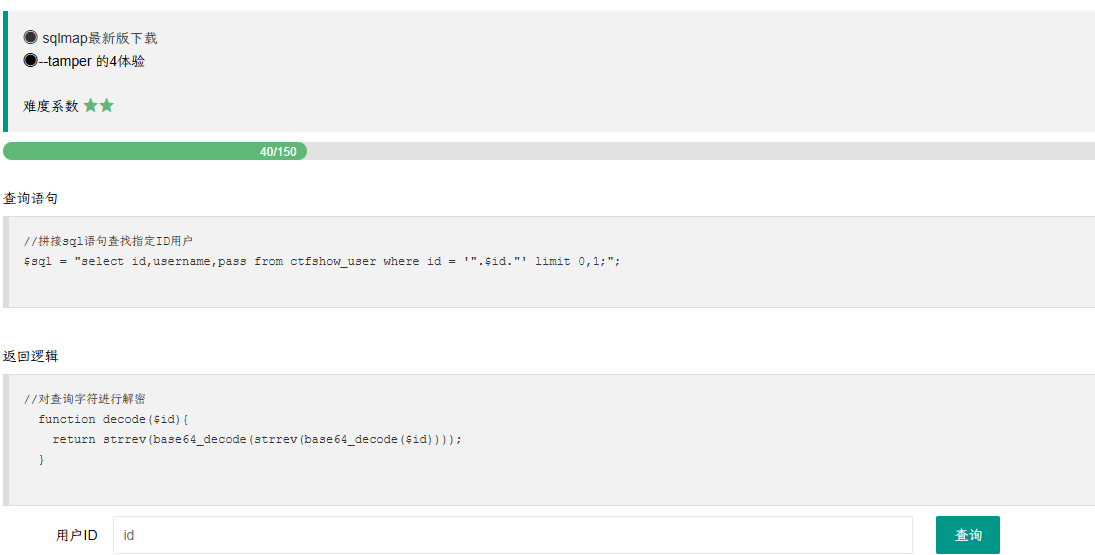 sqlmap最新版下载
--tamper 的4体验
难度系数
40/150
查询语句
//拼接sql语句查找指定ID用户
$sql = "select id,username,pass from ctfshow_user where id = '".$id."' limit 0,1;";
返回逻辑
//对查询字符进行解密
function decode($id){
return strrev(base64_decode(strrev(base64_decode($id))));
}
用户ID id 查询